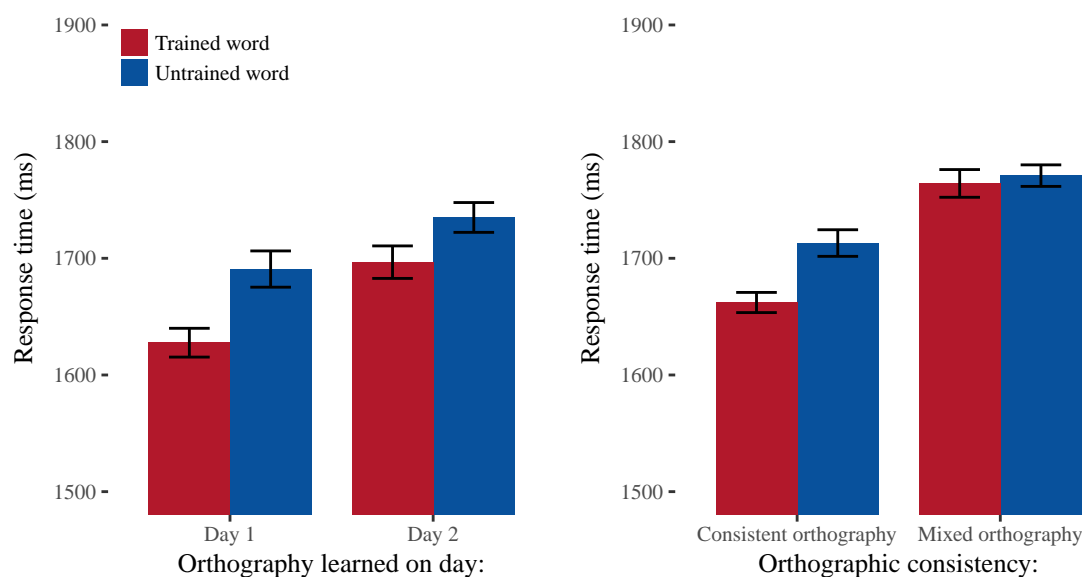 1900
1800
1700
1600
1500
Response time (ms)
Trained word
Untrained word
Day 1
Day 2
Orthography learned on day:
1900
1800
1700
1600
1500
Response time (ms)
Consistent orthography
Mixed orthography
Orthographic consistency: